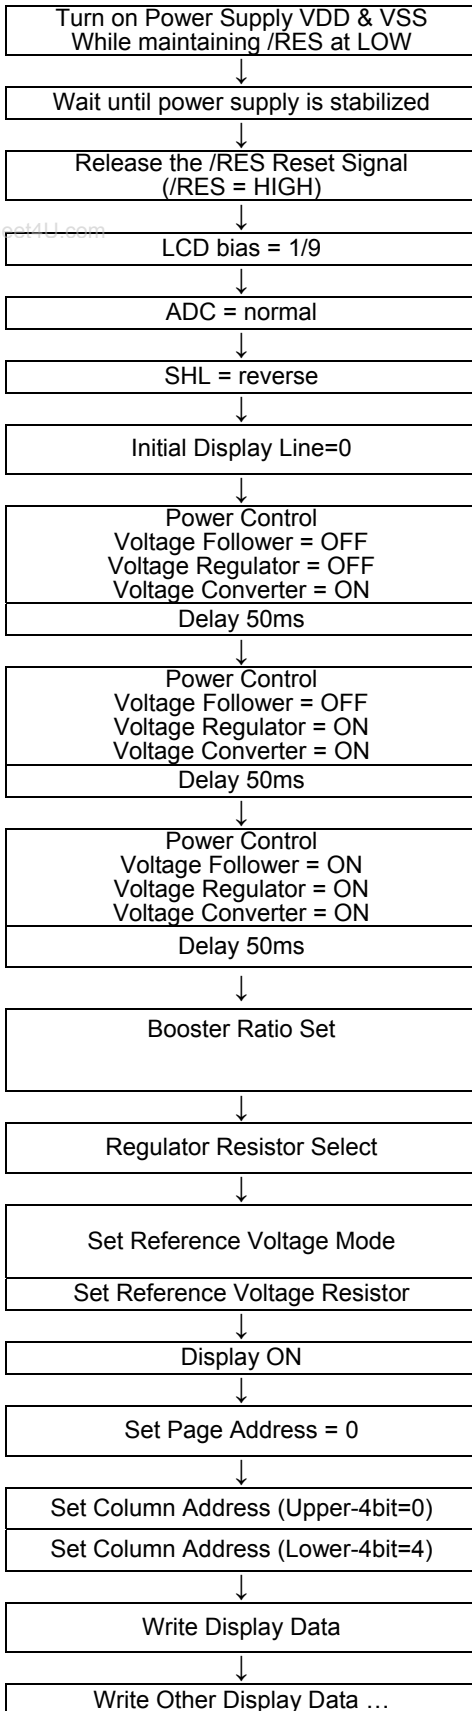 Turn on Power Supply VDD & VSS
While maintaining /RES at LOW
↓
Wait until power supply is stabilized
↓
Release the /RES Reset Signal
(/RES = HIGH)
↓
eet4U.com
LCD bias = 1/9
↓
ADC = normal
↓
SHL = reverse
↓
Initial Display Line=0
↓
Power Control
Voltage Follower = OFF
Voltage Regulator = OFF
Voltage Converter = ON
Delay 50ms
↓
Power Control
Voltage Follower = OFF
Voltage Regulator = ON
Voltage Converter = ON
Delay 50ms
↓
Power Control
Voltage Follower = ON
Voltage Regulator = ON
Voltage Converter = ON
Delay 50ms
↓
Booster Ratio Set
↓
Regulator Resistor Select
↓
Set Reference Voltage Mode
Set Reference Voltage Resistor
↓
Display ON
↓
Set Page Address = 0
↓
Set Column Address (Upper-4bit=0)
Set Column Address (Lower-4bit=4)
↓
Write Display Data
↓
Write Other Display Data …